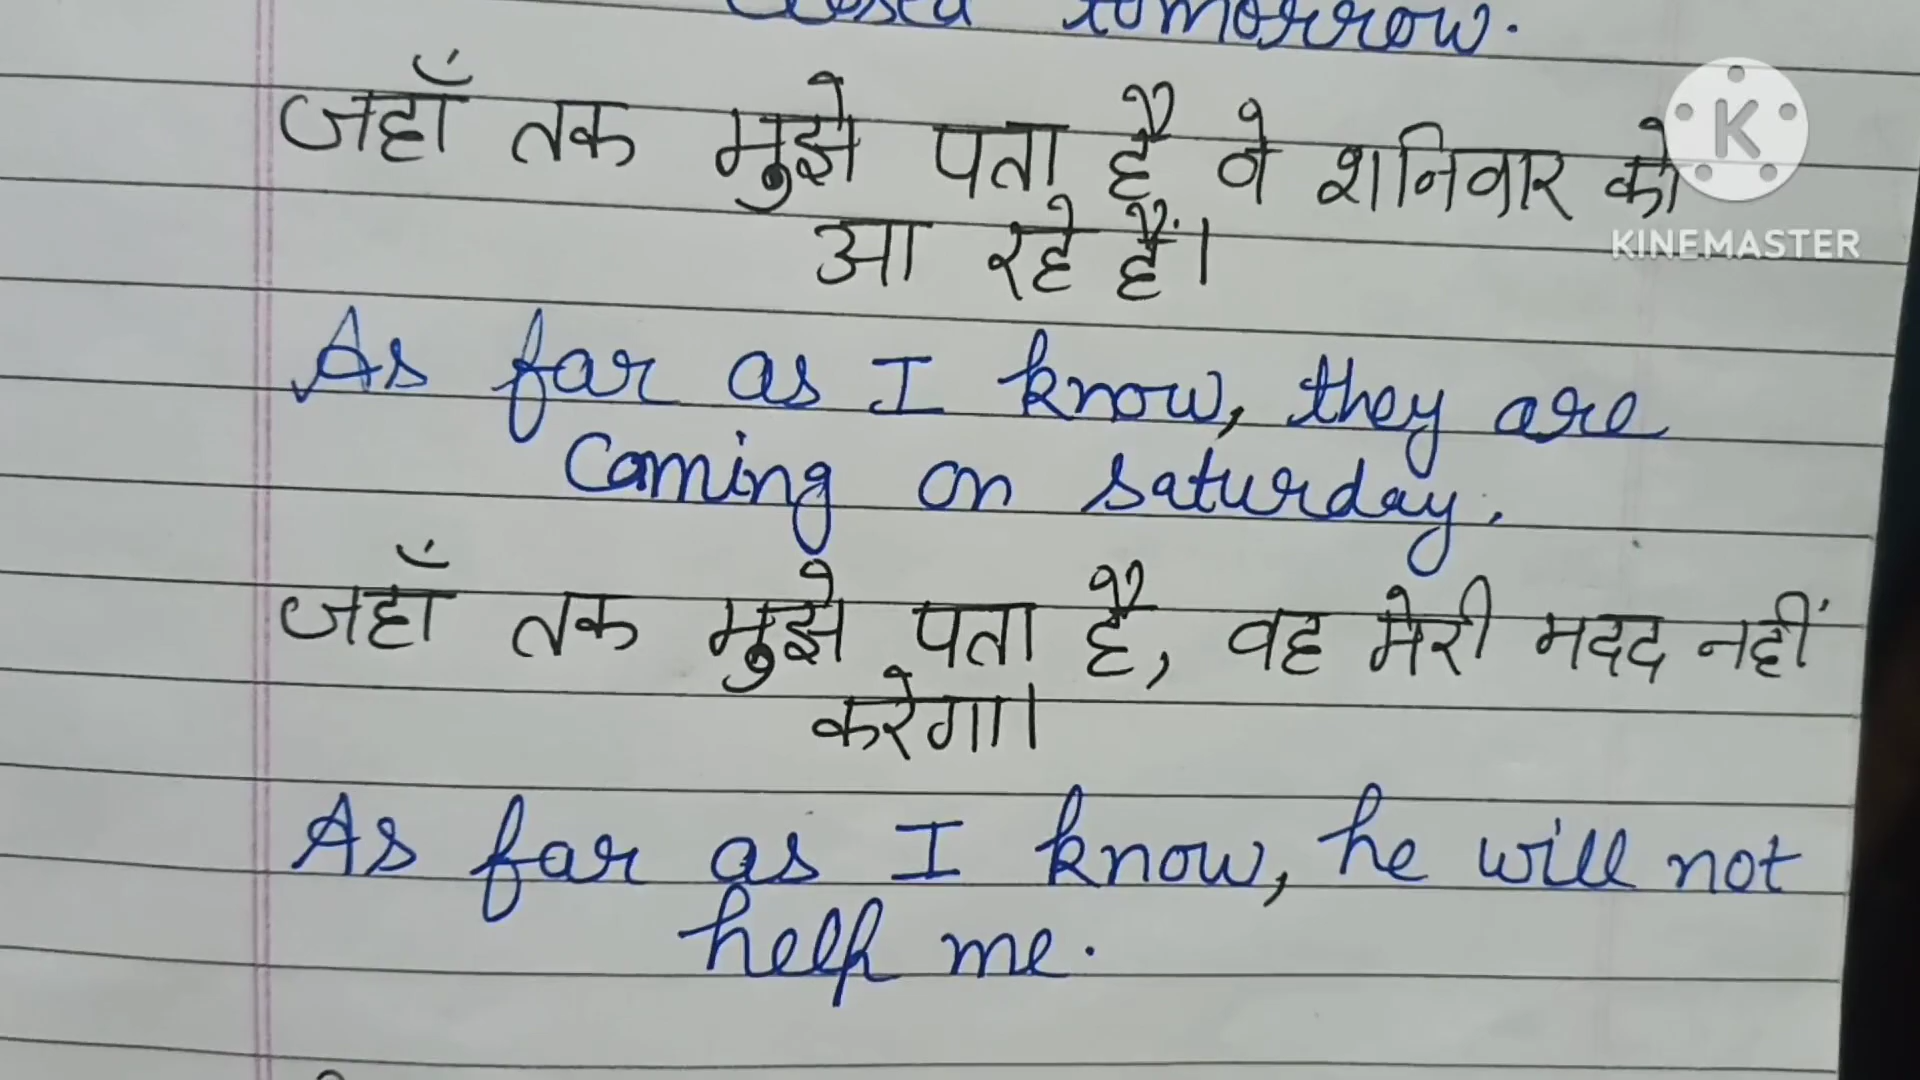 closed tomorrow.
जहाँ तक मुझे पता है वे शनिवार को
आ रहे हैं।
As far as I know, they are
Coming on saturday.
जहाँ तक मुझे पता है, वह मेरी मदद नहीं
करेगा।
As far as I know, he will not
help me.
K
KINEMASTER